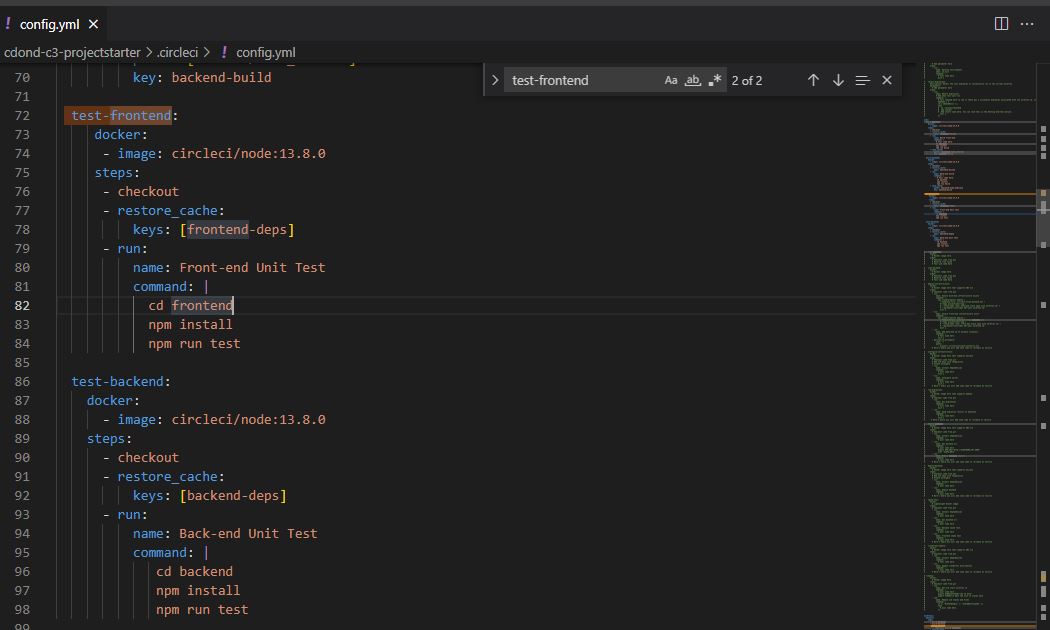 ! config.yml ×
cdond-c3-projectstarter > .circleci > ! config.yml
test-frontend Aa ab 2 of 2
70 key: backend-build
71
72 test-frontend:
73 docker:
74 - image: circleci/node:13.8.0
75 steps:
76 - checkout
77 - restore_cache:
78 keys: [frontend-deps]
79 - run:
80 name: Front-end Unit Test
81 command: |
82 cd frontend
83 npm install
84 npm run test
85
86 test-backend:
87 docker:
88 - image: circleci/node:13.8.0
89 steps:
90 - checkout
91 - restore_cache:
92 keys: [backend-deps]
93 - run:
94 name: Back-end Unit Test
95 command: |
96 cd backend
97 npm install
98 npm run test
99